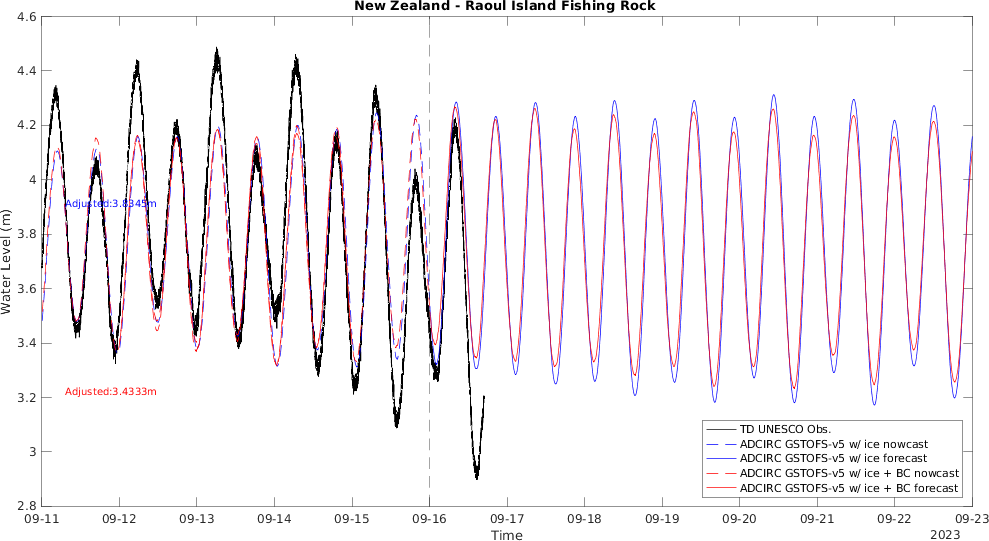 New Zealand - Raoul Island Fishing Rock
4.6
4.4
4.2
4
3.8
3.6
3.4
3.2
3
2.8
Water Level (m)
Adjusted:3.8345m
Adjusted:3.4333m
TD UNESCO Obs.
ADCIRC GSTOFS-v5 w/ ice nowcast
ADCIRC GSTOFS-v5 w/ ice forecast
ADCIRC GSTOFS-v5 w/ ice + BC nowcast
ADCIRC GSTOFS-v5 w/ ice + BC forecast
09-11 09-12 09-13 09-14 09-15 09-16 09-17 09-18 09-19 09-20 09-21 09-22 09-23
Time
2023